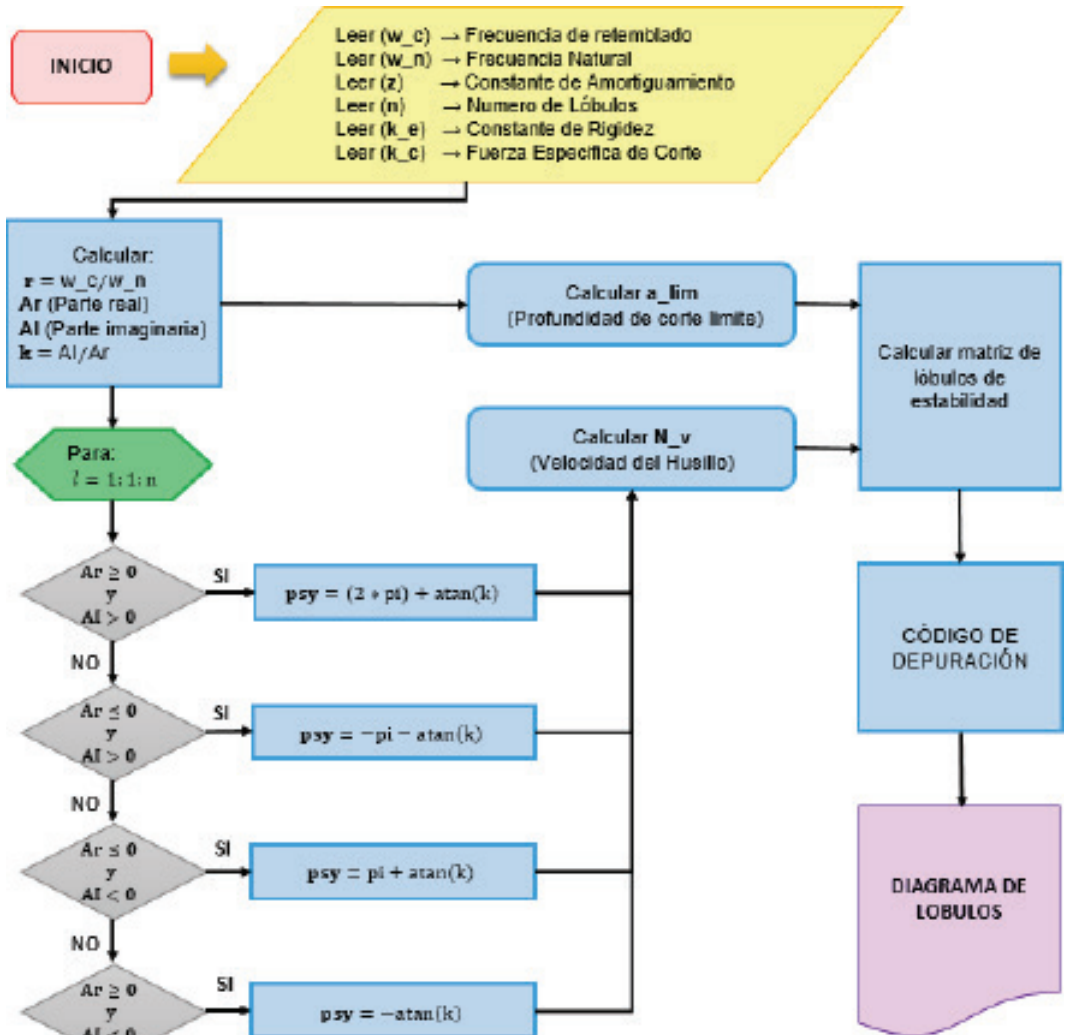 INICIO
Leer (w_c) → Frecuencia de retemblado
Leer (w_n) → Frecuencia Natural
Leer (z) → Constante de Amortiguamiento
Leer (n) → Numero de Lóbulos
Leer (k_e) → Constante de Rigidez
Leer (k_c) → Fuerza Especifica de Corte
Calcular:
r = w_c/w_n
Ar (Parte real)
AI (Parte imaginaria)
k = AI/Ar
Calcular a_lim
(Profundidad de corte limite)
Calcular matriz de
lóbulos de
estabilidad
Calcular N_v
(Velocidad del Husillo)
Para:
l = 1:1:n
Ar ≥ 0
y
AI > 0
SI
psy = (2 * pi) + atan(k)
NO
Ar ≤ 0
y
AI > 0
SI
psy = −pi − atan(k)
NO
Ar ≤ 0
y
AI < 0
SI
psy = pi + atan(k)
NO
Ar ≥ 0
y
SI
psy = −atan(k)
CÓDIGO DE
DEPURACIÓN
DIAGRAMA DE
LOBULOS